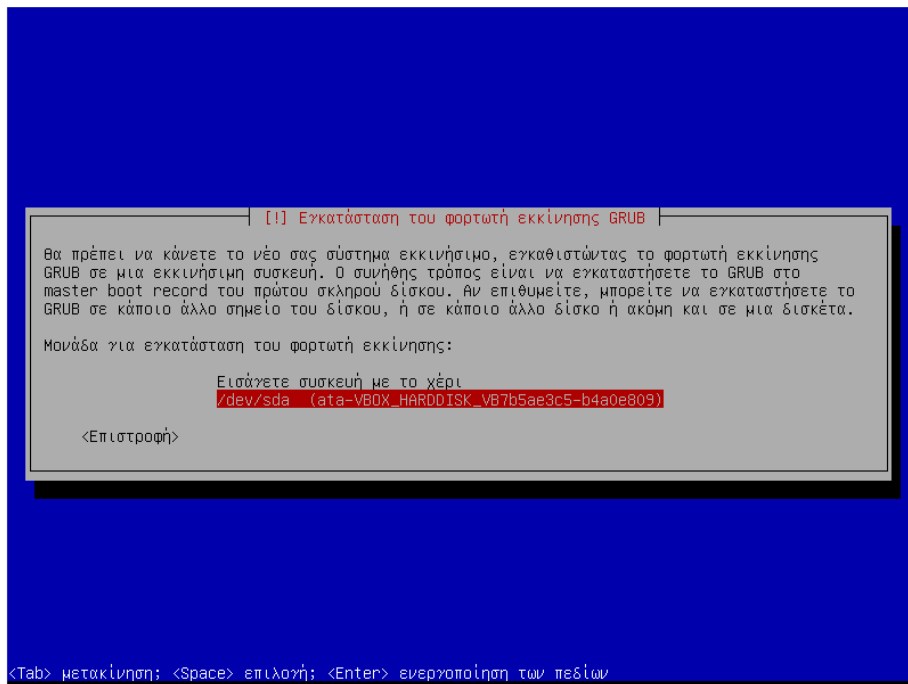 [!] Εγκατάσταση του φορτωτή εκκίνησης GRUB
Θα πρέπει να κάνετε το νέο σας σύστημα εκκινήσιμο, εγκαθιστώντας το φορτωτή εκκίνησης
GRUB σε μια εκκινήσιμη συσκευή. Ο συνήθης τρόπος είναι να εγκαταστήσετε το GRUB στο
master boot record του πρώτου σκληρού δίσκου. Αν επιθυμείτε, μπορείτε να εγκαταστήσετε το
GRUB σε κάποιο άλλο σημείο του δίσκου, ή σε κάποιο άλλο δίσκο ή ακόμη και σε μια δισκέτα.
Μονάδα για εγκατάσταση του φορτωτή εκκίνησης:
Εισάγετε συσκευή με το χέρι
/dev/sda (ata-VBOX_HARDDISK_VB7b5ae3c5-b4a0e809)
<Επιστροφή>
<Tab> μετακίνηση; <Space> επιλογή; <Enter> ενεργοποίηση των πεδίων